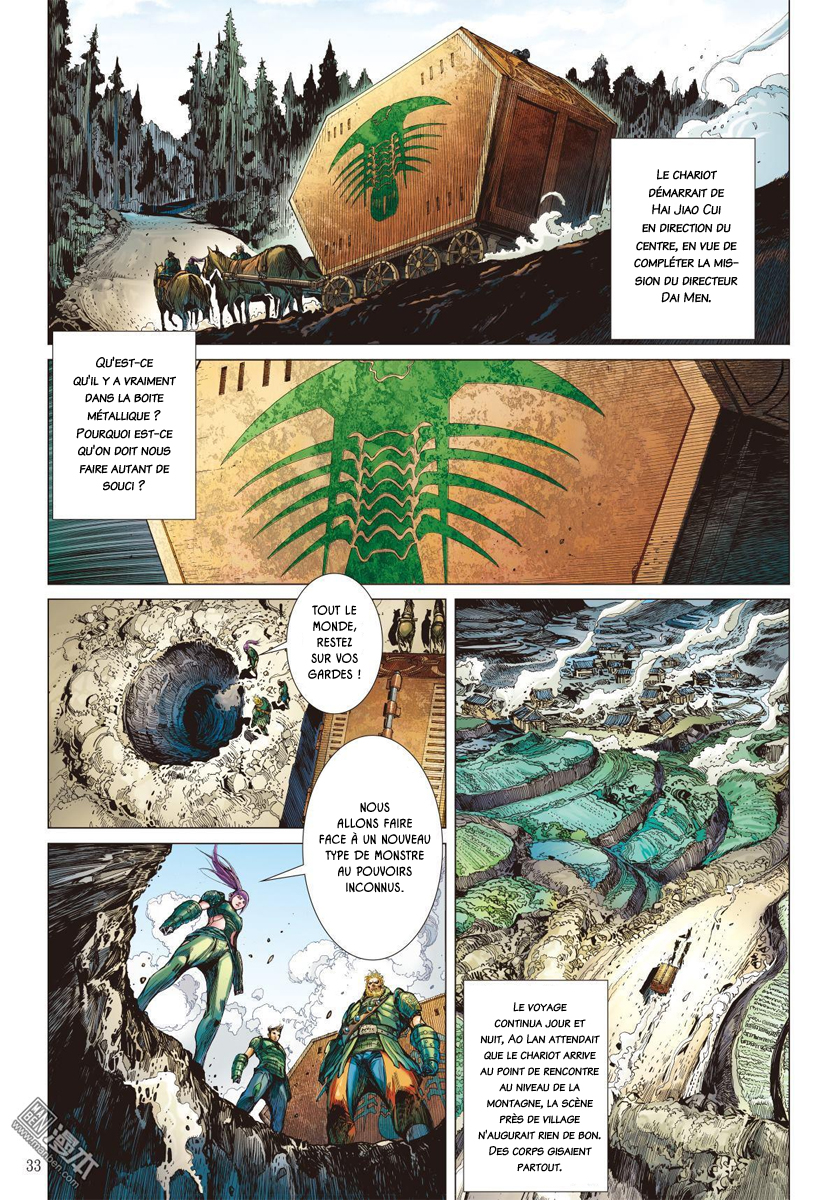 Le chariot
démarrait de
Hai Jiao Cui
en direction du
centre, en vue de
compléter la mis-
sion du directeur
Dai Men.
Qu'est-ce
qu'il y a vraiment
dans la boite
métallique ?
Pourquoi est-ce
qu'on doit nous
faire autant de
souci ?
TOUT LE
MONDE,
RESTEZ
SUR VOS
GARDES !
NOUS
ALLONS FAIRE
FACE À UN NOUVEAU
TYPE DE MONSTRE
AU POUVOIRS
INCONNUS.
Le voyage
continua jour et
nuit, Ao Lan attendait
que le chariot arrive
au point de rencontre
au niveau de la
montagne, la scène
près de village
n'augurait rien de bon.
Des corps gisaient
partout.
33